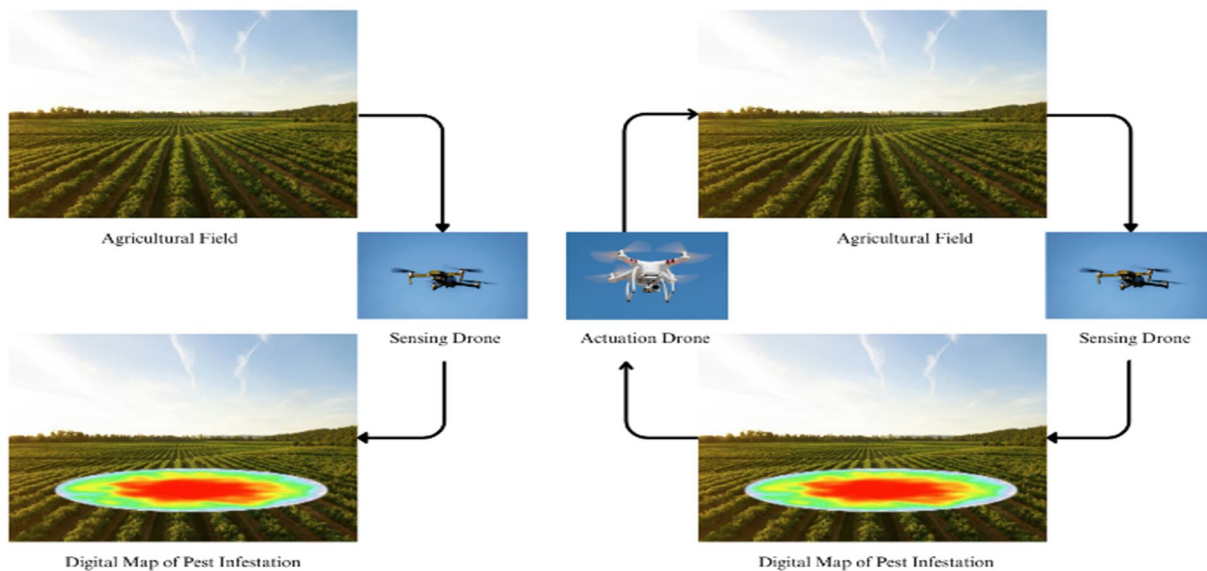 Agricultural Field
Agricultural Field
Sensing Drone
Actuation Drone
Sensing Drone
Digital Map of Pest Infestation
Digital Map of Pest Infestation